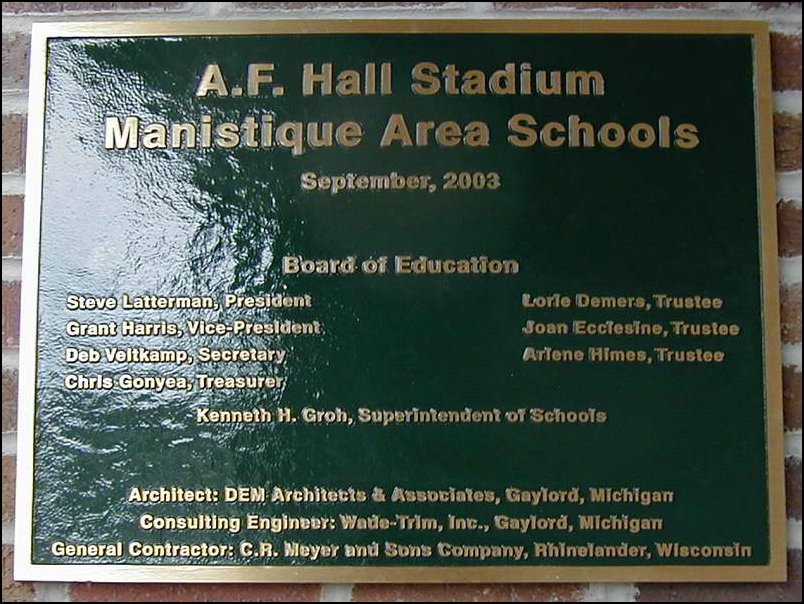 A.F. Hall Stadium
Manistique Area Schools
September, 2003
Board of Education
Steve Latterman, President
Lorie Demers, Trustee
Grant Harris, Vice-President
Joan Ecclesine, Trustee
Deb Veltkamp, Secretary
Arlene Himes, Trustee
Chris Gonyea, Treasurer
Kenneth H. Groh, Superintendent of Schools
Architect: DEM Architects & Associates, Gaylord, Michigan
Consulting Engineer: Wade-Trim, Inc., Gaylord, Michigan
General Contractor: C.R. Meyer and Sons Company, Rhinelander, Wisconsin